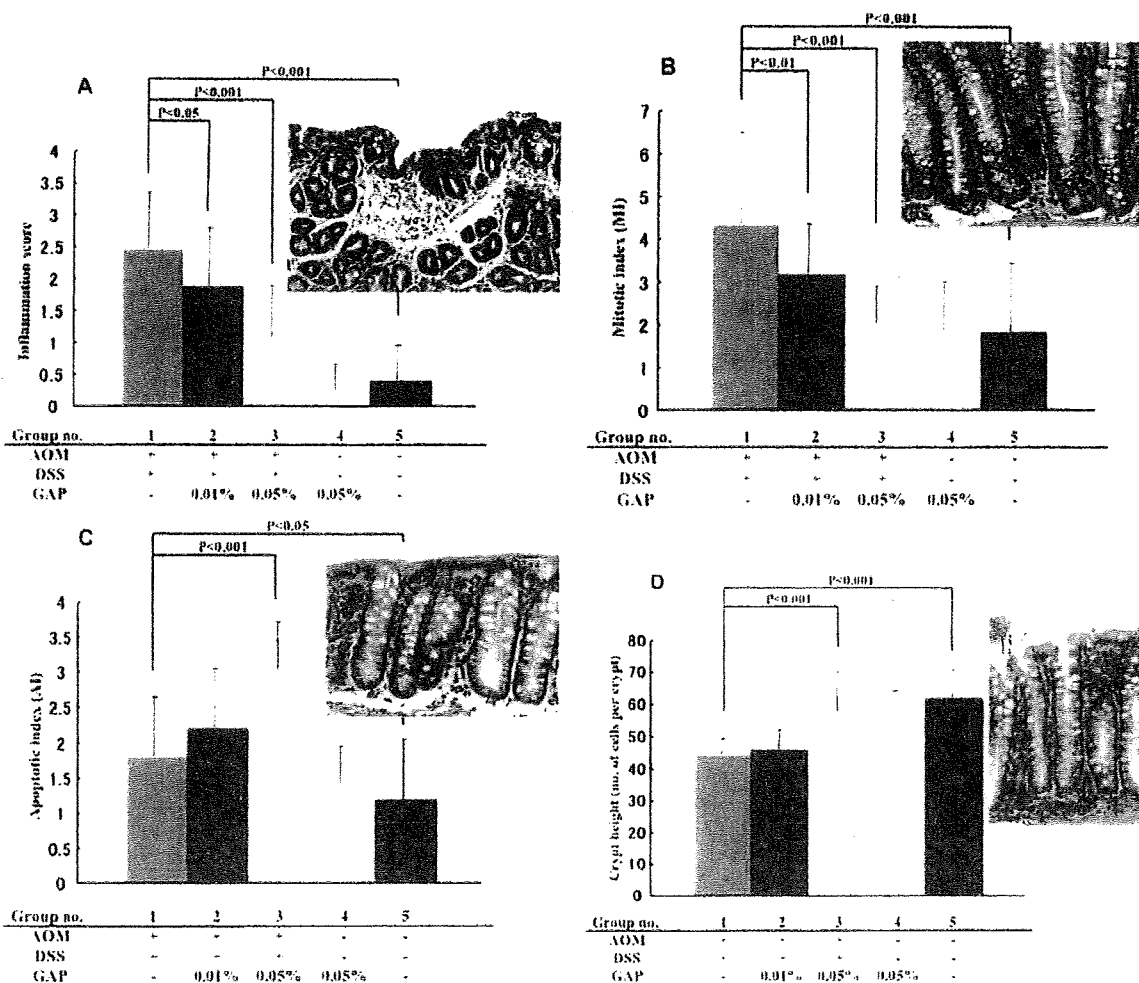 A
P<0.001
P<0.001
P<0.05
Inflammation score
4
3.5
3
2.5
2
1.5
1
0.5
0
Group no. 1 2 3 4 5
AOM + + + - -
DSS + + + - -
GAP - 0.01% 0.05% 0.05% -
B
P<0.001
P<0.001
P<0.01
Mitotic index (MI)
7
6
5
4
3
2
1
0
Group no. 1 2 3 4 5
AOM + + + - -
DSS + + + - -
GAP - 0.01% 0.05% 0.05% -
C
P<0.05
P<0.001
Apoptotic index (AI)
4
3.5
3
2.5
2
1.5
1
0.5
0
Group no. 1 2 3 4 5
AOM + + + - -
DSS + + + - -
GAP - 0.01% 0.05% 0.05% -
D
P<0.001
P<0.001
Crypt height (no. of cells per crypt)
80
70
60
50
40
30
20
10
0
Group no. 1 2 3 4 5
AOM + + + - -
DSS + + + - -
GAP - 0.01% 0.05% 0.05% -